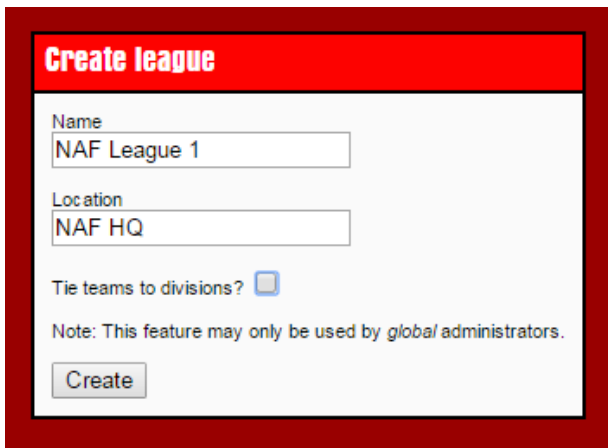 Create league
Name
NAF League 1
Location
NAF HQ
Tie teams to divisions?
Note: This feature may only be used by global administrators.
Create